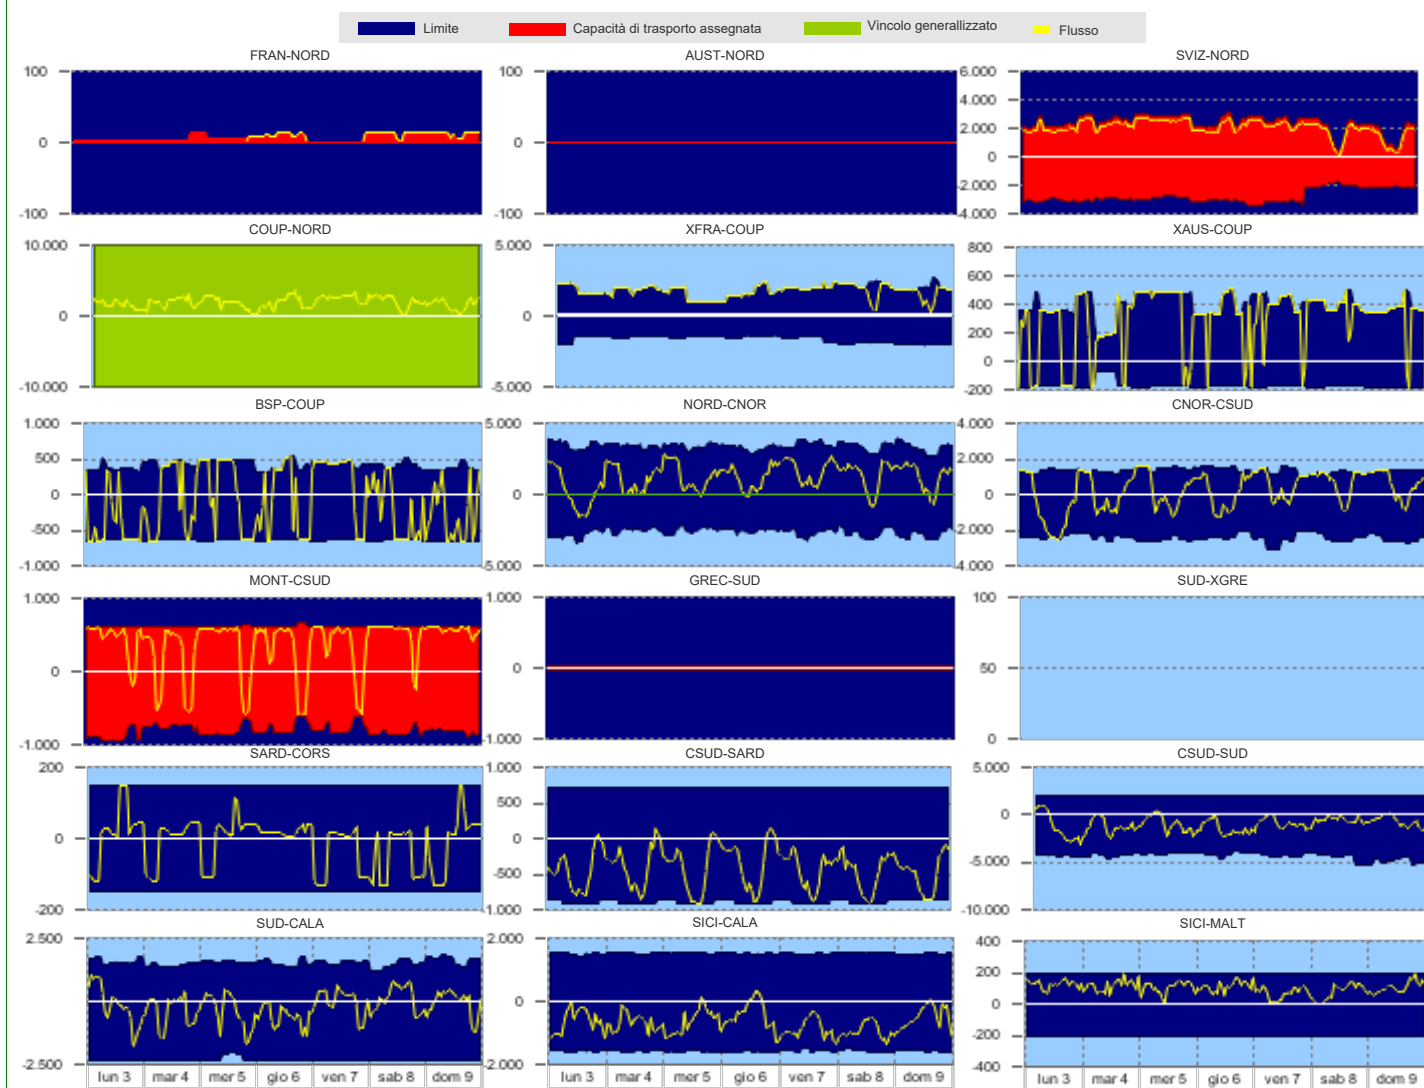 Limite Capacità di trasporto assegnata Vincolo generallizzato Flusso
FRAN-NORD AUST-NORD SVIZ-NORD
100 100 6.000
4.000
2.000
0 0 0
-2.000
-100 -100 -4.000
COUP-NORD XFRA-COUP XAUS-COUP
10.000 5.000 800
600
400
200
0 0 0
-10.000 -5.000 -200
BSP-COUP NORD-CNOR CNOR-CSUD
1.000 5.000 4.000
500 2.000
0 0 0
-500 -2.000
-1.000 -5.000 -4.000
MONT-CSUD GREC-SUD SUD-XGRE
1.000 1.000 100
0 0 50
-1.000 -1.000 0
SARD-CORS CSUD-SARD CSUD-SUD
200 1.000 5.000
500 0
0 0
-500 -5.000
-200 -1.000 -10.000
SUD-CALA SICI-CALA SICI-MALT
2.500 2.000 400
200
0 0 0
-200
-2.500 -2.000 -400
lun 3 mar 4 mer 5 gio 6 ven 7 sab 8 dom 9 lun 3 mar 4 mer 5 gio 6 ven 7 sab 8 dom 9 lun 3 mar 4 mer 5 gio 6 ven 7 sab 8 dom 9